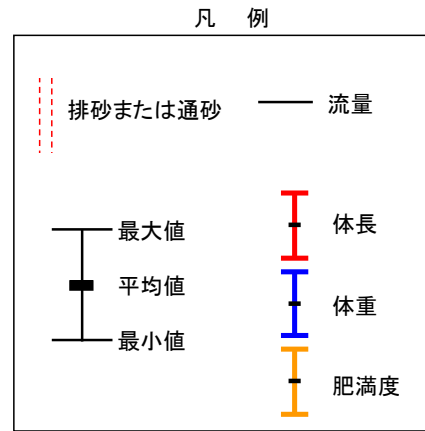 凡 例
排砂または通砂
流量
最大値
平均値
最小値
体長
体重
肥満度